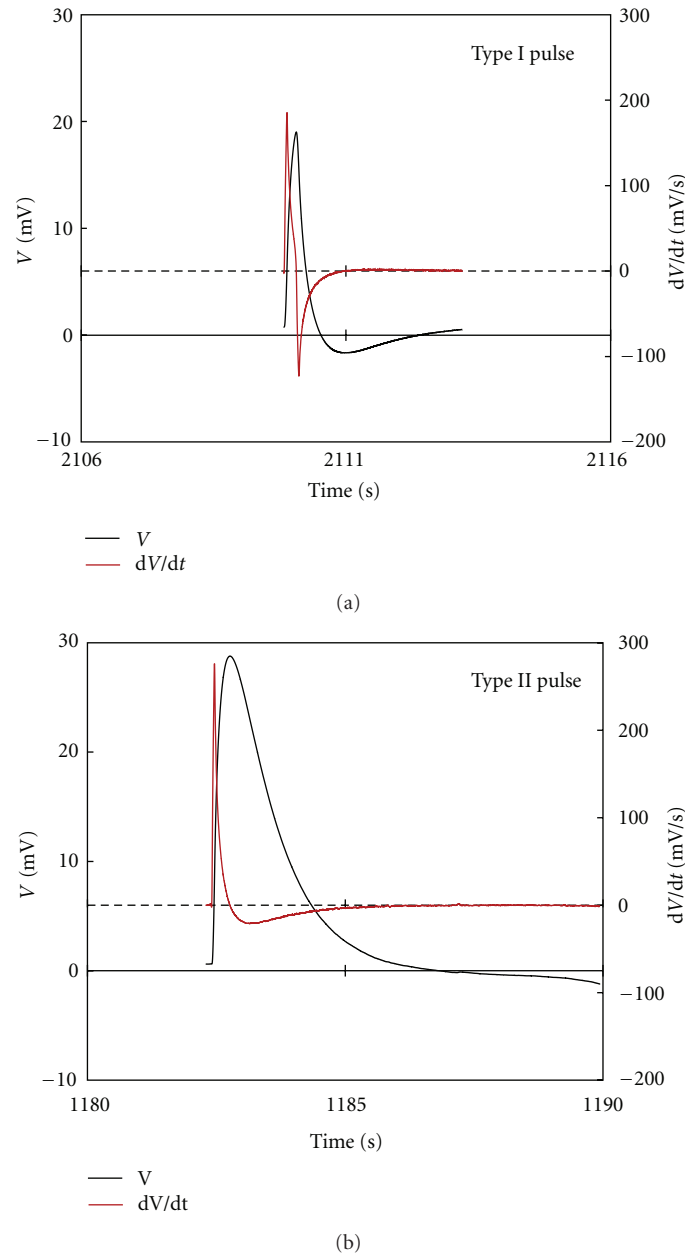 30
300
Type I pulse
20
200
V (mV)
dV/dt (mV/s)
10
100
0
0
−100
−10
−200
2106
2111
2116
Time (s)
V
dV/dt
(a)
30
300
Type II pulse
20
200
V (mV)
dV/dt (mV/s)
10
100
0
0
−100
−10
−200
1180
1185
1190
Time (s)
V
dV/dt
(b)